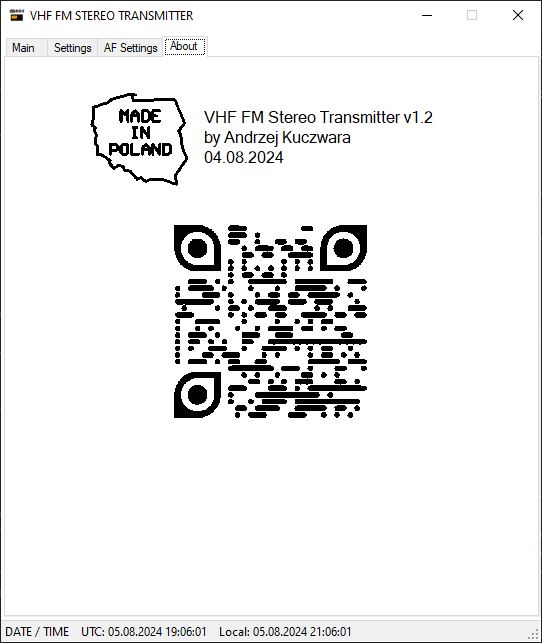 VHF FM STEREO TRANSMITTER
Main Settings AF Settings About
MADE
IN
POLAND
VHF FM Stereo Transmitter v1.2
by Andrzej Kuczwara
04.08.2024
DATE / TIME UTC: 05.08.2024 19:06:01 Local: 05.08.2024 21:06:01